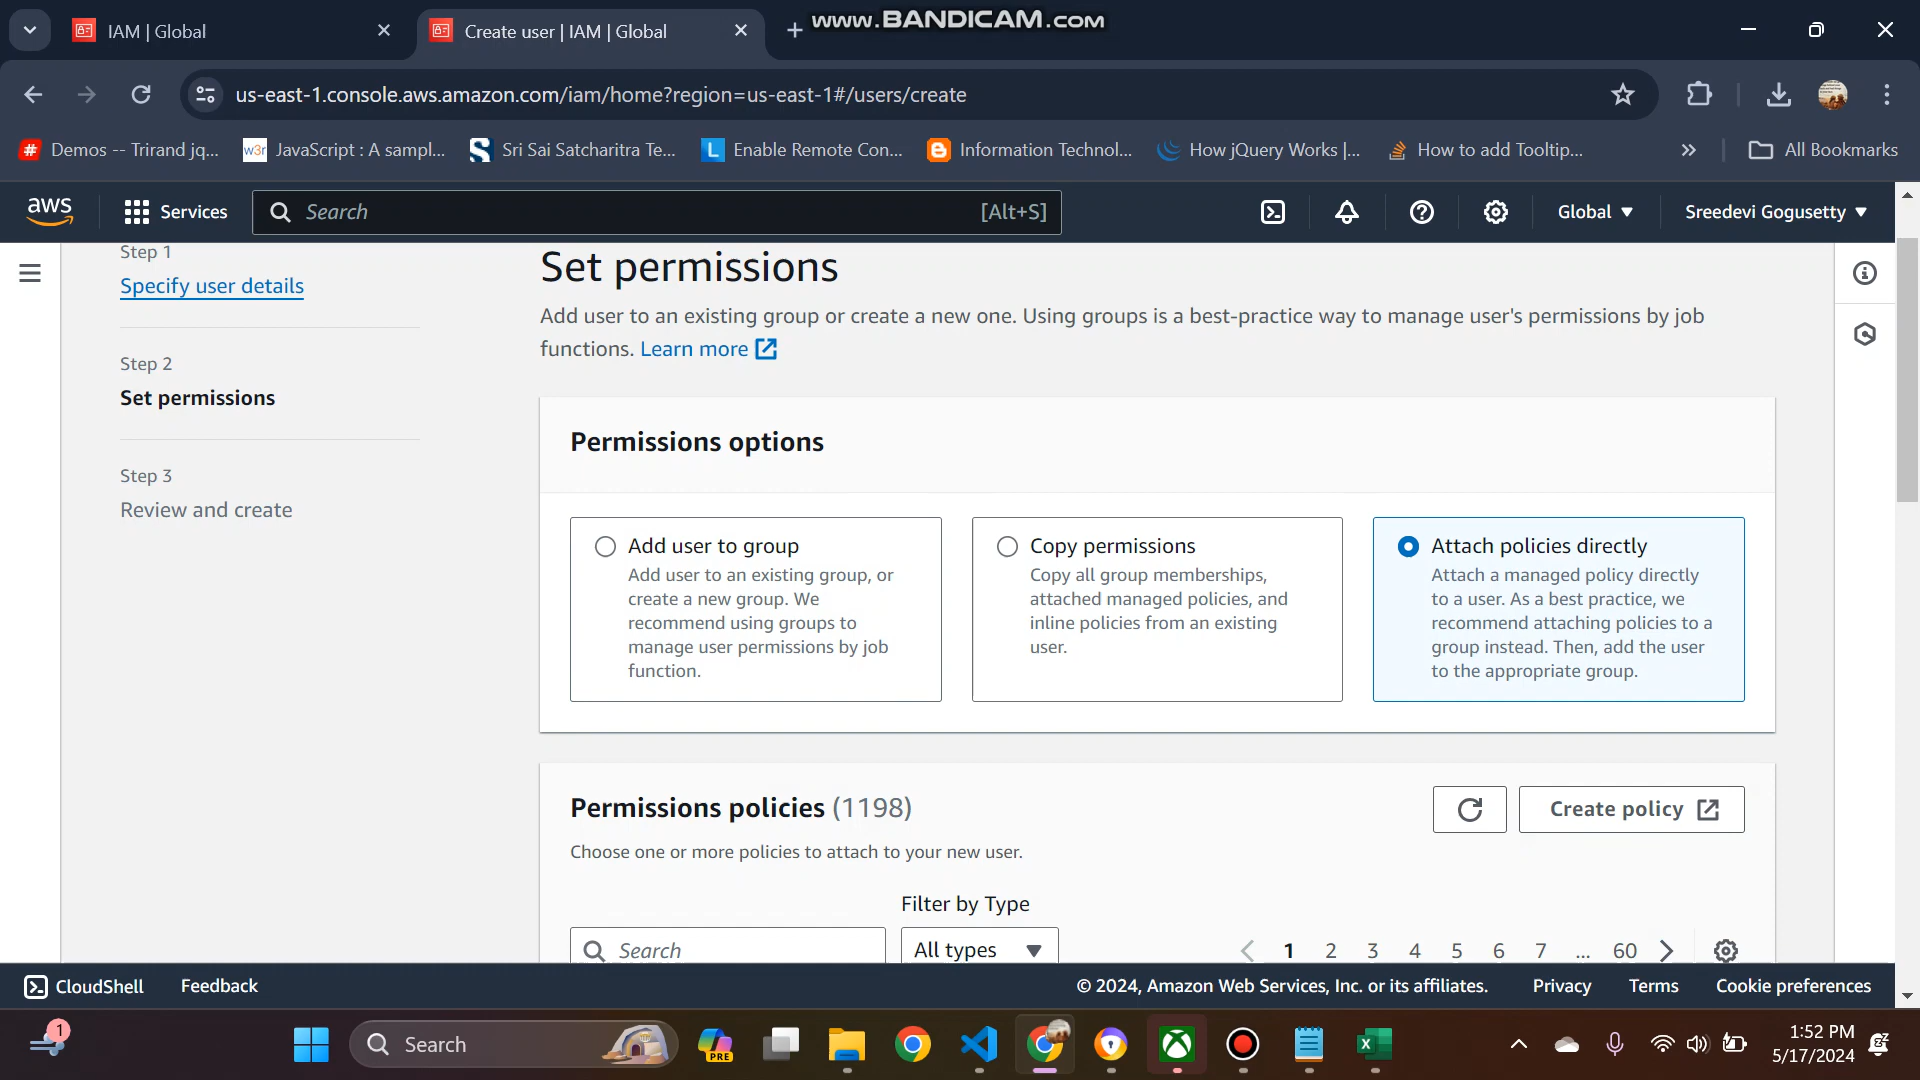 IAM | Global
Create user | IAM | Global
www.BANDICAM.com
us-east-1.console.aws.amazon.com/iam/home?region=us-east-1#/users/create
Demos -- Trirand jq...
w3r
JavaScript : A sampl...
Sri Sai Satcharitra Te...
L
Enable Remote Con...
Information Technol...
How jQuery Works |...
How to add Tooltip...
All Bookmarks
aws
Services
Search
[Alt+S]
Global
Sreedevi Gogusetty
Step 1
Specify user details
Step 2
Set permissions
Step 3
Review and create
Set permissions
Add user to an existing group or create a new one. Using groups is a best-practice way to manage user's permissions by job
functions. Learn more
Permissions options
Add user to group
Add user to an existing group, or
create a new group. We
recommend using groups to
manage user permissions by job
function.
Copy permissions
Copy all group memberships,
attached managed policies, and
inline policies from an existing
user.
Attach policies directly
Attach a managed policy directly
to a user. As a best practice, we
recommend attaching policies to a
group instead. Then, add the user
to the appropriate group.
Permissions policies (1198)
Create policy
Choose one or more policies to attach to your new user.
Filter by Type
Search
All types
1 2 3 4 5 6 7 ... 60
CloudShell
Feedback
© 2024, Amazon Web Services, Inc. or its affiliates.
Privacy
Terms
Cookie preferences
1
Search
PRE
1:52 PM
5/17/2024